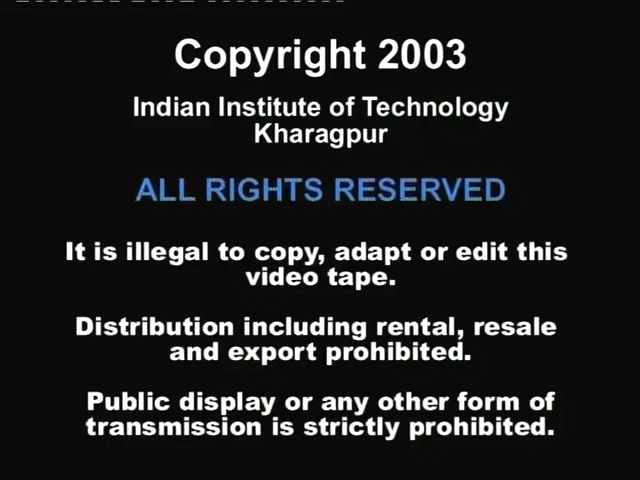 Copyright 2003
Indian Institute of Technology
Kharagpur
ALL RIGHTS RESERVED
It is illegal to copy, adapt or edit this
video tape.
Distribution including rental, resale
and export prohibited.
Public display or any other form of
transmission is strictly prohibited.